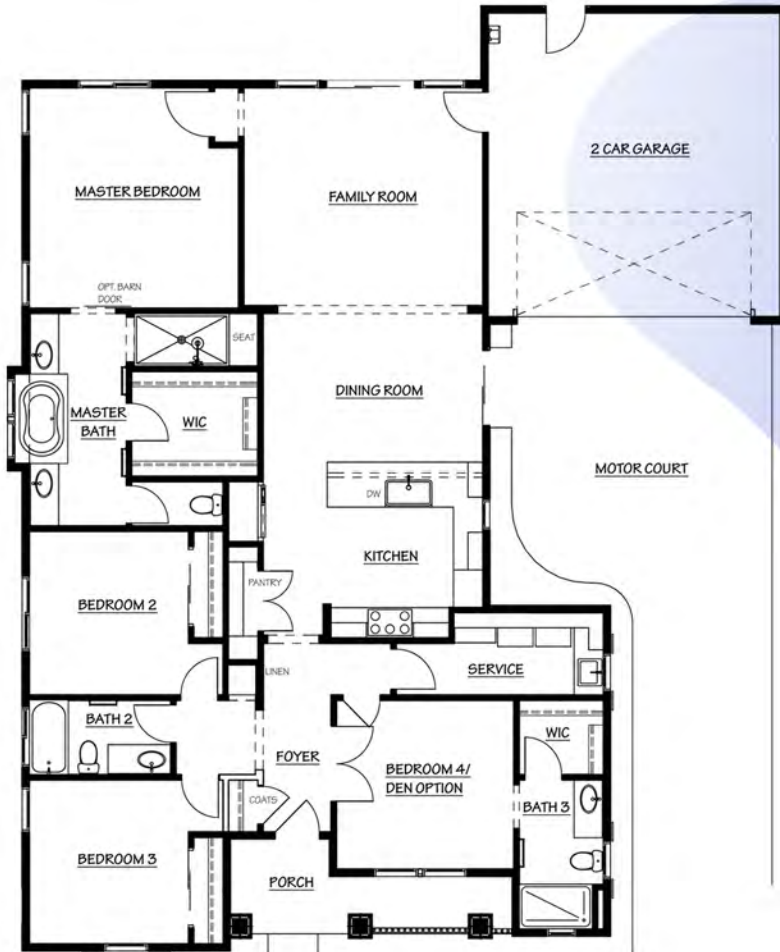 2 CAR GARAGE
MASTER BEDROOM
FAMILY ROOM
OPT. BARN
DOOR
SEAT
DINING ROOM
MASTER
BATH
WIC
MOTOR COURT
DW
KITCHEN
PANTRY
BEDROOM 2
LINEN
SERVICE
BATH 2
WIC
FOYER
BEDROOM 4/
DEN OPTION
COATS
BATH 3
BEDROOM 3
PORCH